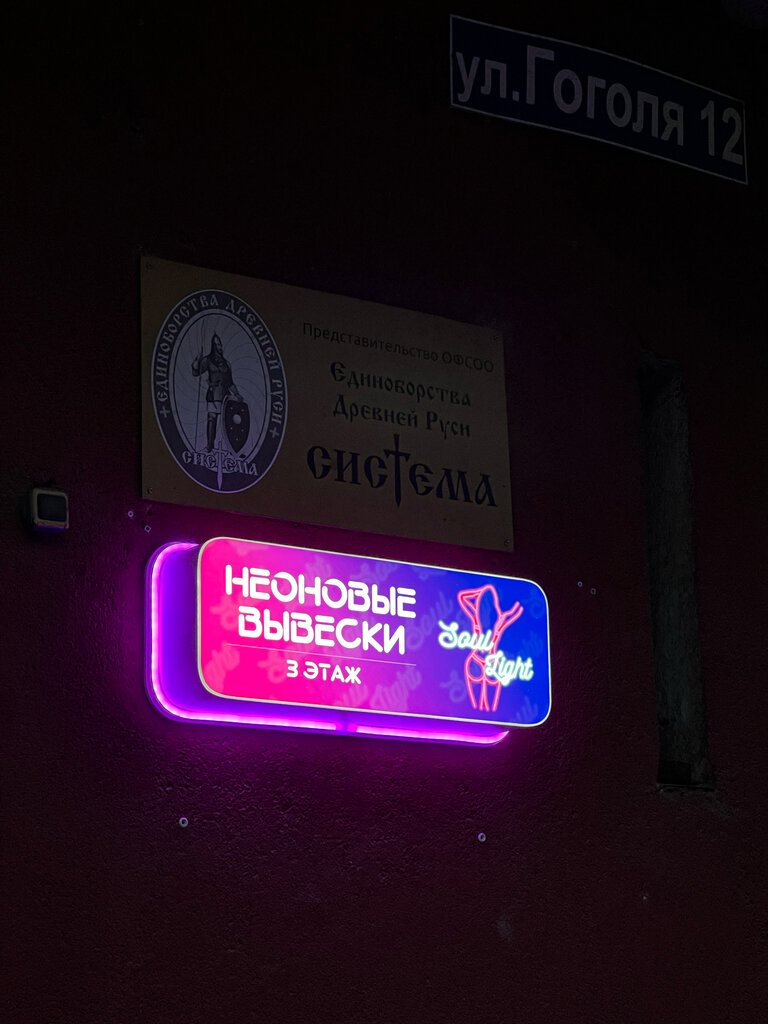 ул.Гоголя 12
ЕДИНОБОРСТВА ДРЕВНЕЙ РУСИ
СИСТЕМА
Представительство ОФСОО
Единоборства
Древней Руси
СИСТЕМА
НЕОНОВЫЕ
ВЫВЕСКИ
3 ЭТАЖ
Soul
Light